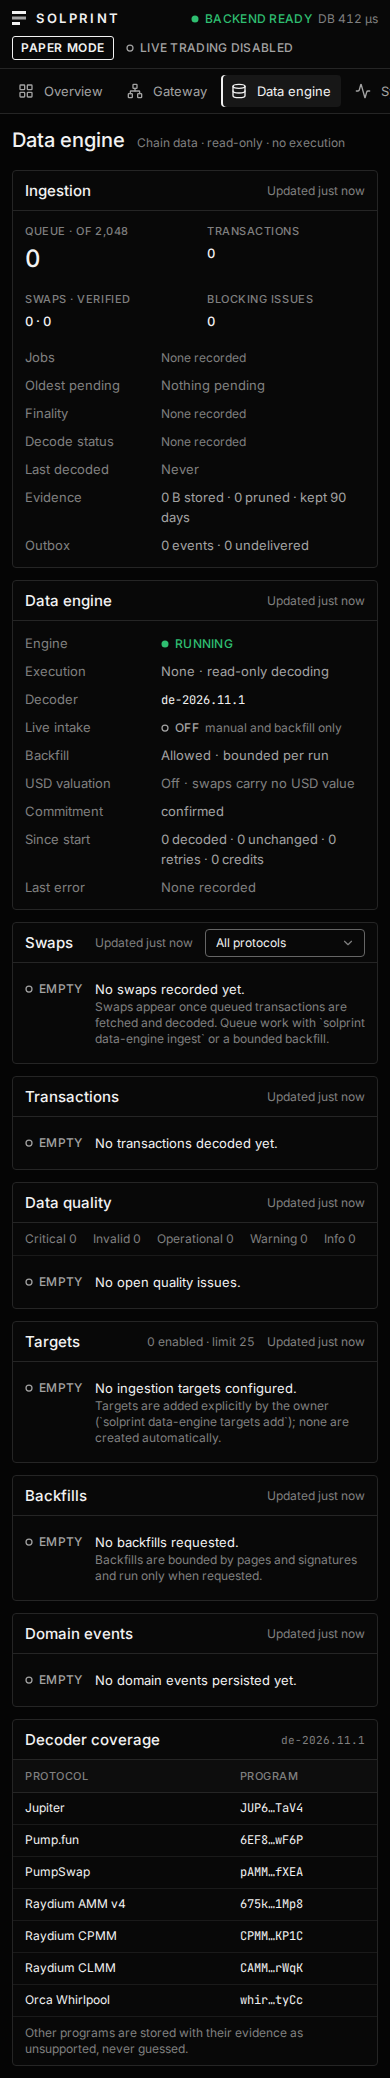 SOLPRINT
BACKEND READY DB 412 µs
PAPER MODE LIVE TRADING DISABLED
Overview Gateway Data engine S
Data engine Chain data · read-only · no execution
Ingestion Updated just now
QUEUE · OF 2,048 TRANSACTIONS
0 0
SWAPS · VERIFIED BLOCKING ISSUES
0 · 0 0
Jobs None recorded
Oldest pending Nothing pending
Finality None recorded
Decode status None recorded
Last decoded Never
Evidence 0 B stored · 0 pruned · kept 90
days
Outbox 0 events · 0 undelivered
Data engine Updated just now
Engine RUNNING
Execution None · read-only decoding
Decoder de-2026.11.1
Live intake OFF manual and backfill only
Backfill Allowed · bounded per run
USD valuation Off · swaps carry no USD value
Commitment confirmed
Since start 0 decoded · 0 unchanged · 0
retries · 0 credits
Last error None recorded
Swaps Updated just now All protocols
EMPTY No swaps recorded yet.
Swaps appear once queued transactions are
fetched and decoded. Queue work with `solprint
data-engine ingest` or a bounded backfill.
Transactions Updated just now
EMPTY No transactions decoded yet.
Data quality Updated just now
Critical 0 Invalid 0 Operational 0 Warning 0 Info 0
EMPTY No open quality issues.
Targets 0 enabled · limit 25 Updated just now
EMPTY No ingestion targets configured.
Targets are added explicitly by the owner
(`solprint data-engine targets add`); none are
created automatically.
Backfills Updated just now
EMPTY No backfills requested.
Backfills are bounded by pages and signatures
and run only when requested.
Domain events Updated just now
EMPTY No domain events persisted yet.
Decoder coverage de-2026.11.1
PROTOCOL PROGRAM
Jupiter JUP6…TaV4
Pump.fun 6EF8…wF6P
PumpSwap pAMM…fXEA
Raydium AMM v4 675k…1Mp8
Raydium CPMM CPMM…KP1C
Raydium CLMM CAMM…rWqK
Orca Whirlpool whir…tyCc
Other programs are stored with their evidence as
unsupported, never guessed.